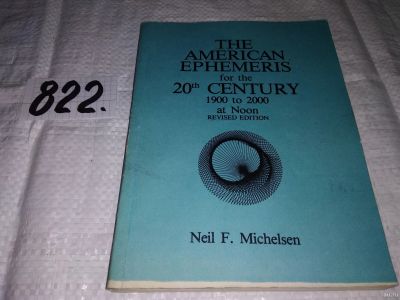 822.
THE
AMERICAN
EPHEMERIS
for the
20th CENTURY
1900 to 2000
at Noon
REVISED EDITION
Neil F. Michelsen